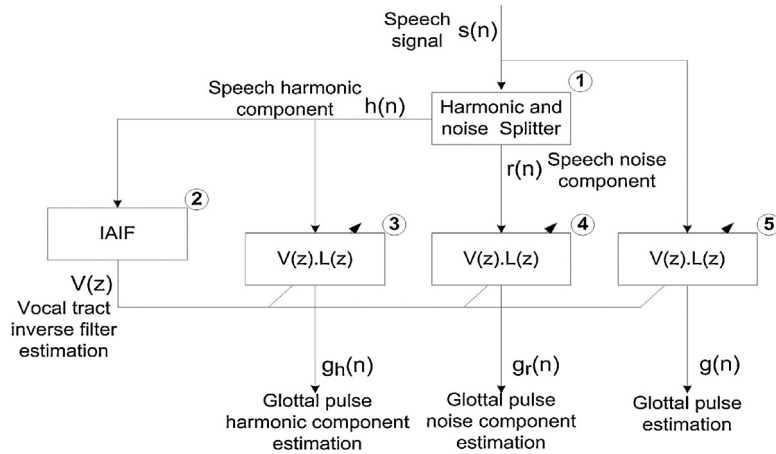 Speech
signal
s(n)
1
Speech harmonic
component
h(n)
Harmonic and
noise Splitter
r(n)
Speech noise
component
2
IAIF
3
V(z).L(z)
4
V(z).L(z)
5
V(z).L(z)
V(z)
Vocal tract
inverse filter
estimation
gh(n)
Glottal pulse
harmonic component
estimation
gr(n)
Glottal pulse
noise component
estimation
g(n)
Glottal pulse
estimation